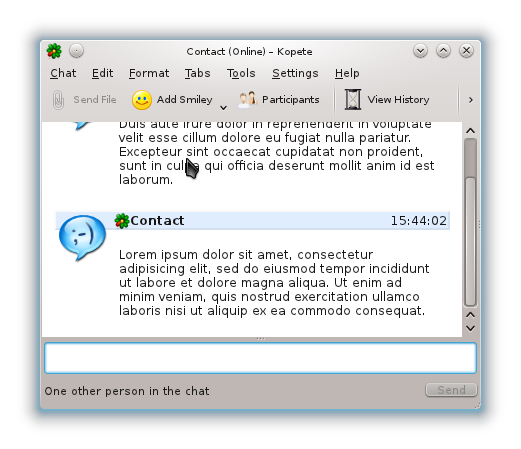 Contact (Online) – Kopete
Chat Edit Format Tabs Tools Settings Help
Send File Add Smiley Participants View History
Duis aute irure dolor in reprehenderit in voluptate
velit esse cillum dolore eu fugiat nulla pariatur.
Excepteur sint occaecat cupidatat non proident,
sunt in culpa qui officia deserunt mollit anim id est
laborum.
Contact 15:44:02
Lorem ipsum dolor sit amet, consectetur
adipisicing elit, sed do eiusmod tempor incididunt
ut labore et dolore magna aliqua. Ut enim ad
minim veniam, quis nostrud exercitation ullamco
laboris nisi ut aliquip ex ea commodo consequat.
One other person in the chat
Send